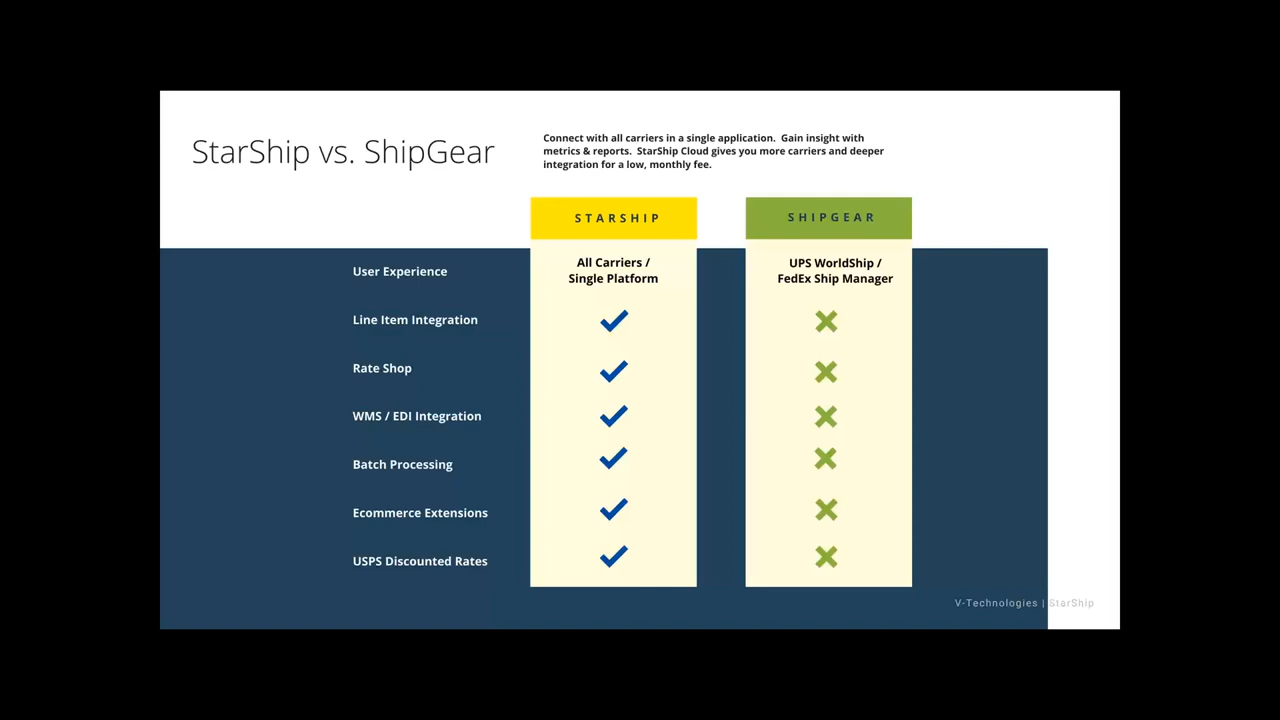 StarShip vs. ShipGear
Connect with all carriers in a single application. Gain insight with
metrics & reports. StarShip Cloud gives you more carriers and deeper
integration for a low, monthly fee.
STARSHIP
SHIPGEAR
User Experience
All Carriers /
Single Platform
UPS WorldShip /
FedEx Ship Manager
Line Item Integration
Rate Shop
WMS / EDI Integration
Batch Processing
Ecommerce Extensions
USPS Discounted Rates
V-Technologies | StarShip